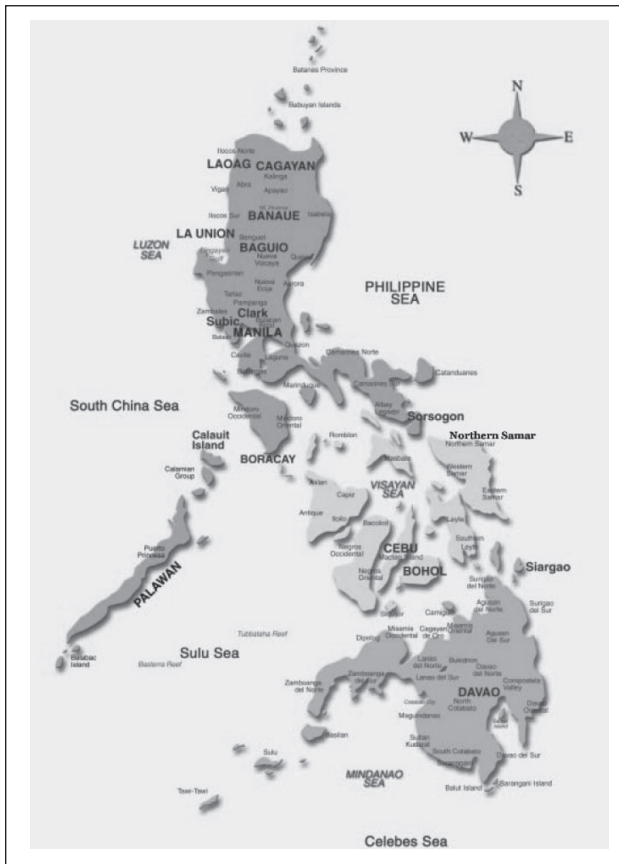 Batanes Province
Babuyan Islands
N
W
E
S
Ilocos Norte
LAOAG
CAGAYAN
Kalinga
Abra
Vigan
Apayao
Ilocos Sur
BANAUE
Isabela
LA UNION
Benguet
LUZON
SEA
BAGUIO
Nueva
Vizcaya
Pangasinan
Nueva
Ecija
Aurora
Tarlac
Pampanga
PHILIPPINE
SEA
Zambales
Clark
Subic
MANILA
Quezon
Cavite
Laguna
Batangas
Camarines Norte
Catanduanes
Marinduque
Camarines Sur
Albay
Legaspi
South China Sea
Mindoro
Occidental
Mindoro
Oriental
Sorsogon
Calauit
Island
Romblon
Masbate
Northern Samar
Northern Samar
BORACAY
Calamian
Group
Western
Samar
Aklan
Capiz
VISAYAN
SEA
Eastern
Samar
Antique
Iloilo
Bacolod
Leyte
Puerto
Princesa
Negros
Occidental
CEBU
Mactan Island
BOHOL
Southern
Leyte
Negros
Oriental
Siargao
PALAWAN
Surigao
del Norte
Camiguin
Agusan
del Norte
Surigao
del Sur
Tubbataha Reef
Sulu Sea
Dipolog
Misamis
Occidental
Cagayan
de Oro
Misamis
Oriental
Agusan
Del Sur
Balabac
Island
Basterra Reef
Lanao
del Norte
Bukidnon
Davao
del Norte
Zamboanga
del Norte
Zamboanga
del Sur
Lanao del Sur
Compostela
Valley
DAVAO
North
Cotabato
Davao
Oriental
Maguindanao
Basilan
Sultan
Kudarat
South Cotabato
Davao del Sur
Sulu
MINDANAO
SEA
Sarangani
Balut Island
Sarangani Island
Tawi-Tawi
Celebes Sea